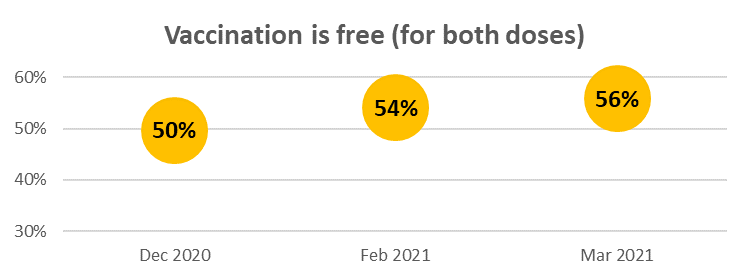 Vaccination is free (for both doses)
60%
50%
40%
30%
50%
54%
56%
Dec 2020
Feb 2021
Mar 2021